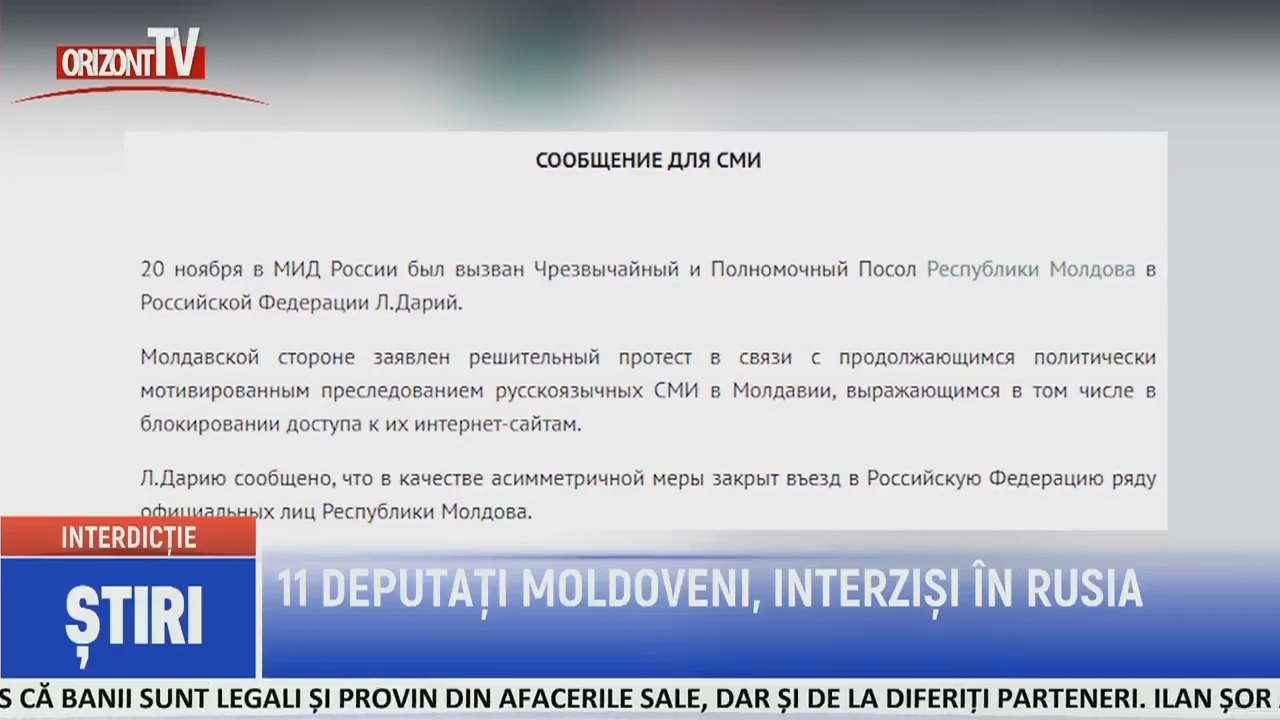 ORIZONT TV
СООБЩЕНИЕ ДЛЯ СМИ
20 ноября в МИД России был вызван Чрезвычайный и Полномочный Посол Республики Молдова в
Российской Федерации Л.Дарий.
Молдавской стороне заявлен решительный протест в связи с продолжающимся политически
мотивированным преследованием русскоязычных СМИ в Молдавии, выражающимся в том числе в
блокировании доступа к их интернет-сайтам.
Л.Дарию сообщено, что в качестве асимметричной меры закрыт въезд в Российскую Федерацию ряду
официальных лиц Республики Молдова.
INTERDICȚIE
ȘTIRI
11 DEPUTAȚI MOLDOVENI, INTERZIȘI ÎN RUSIA
S CĂ BANII SUNT LEGALI ȘI PROVIN DIN AFACERILE SALE, DAR ȘI DE LA DIFERIȚI PARTENERI. ILAN ȘOR